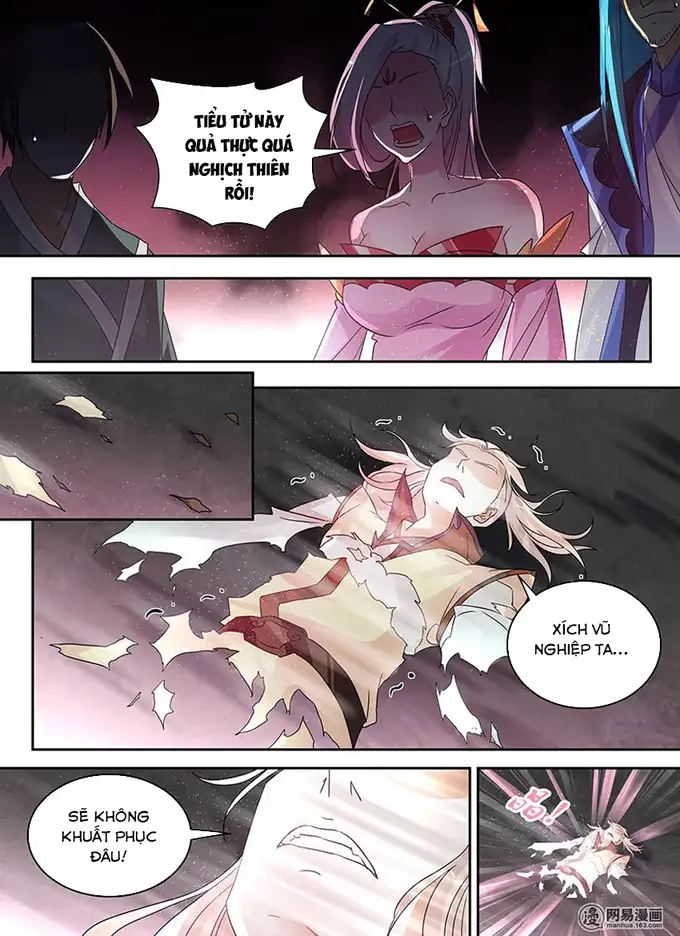 TIỂU TỬ NÀY
QUẢ THỰC QUÁ
NGHỊCH THIÊN
RỒI!
XÍCH VŨ
NGHIỆP TA...
SẼ KHÔNG
KHUẤT PHỤC
ĐÂU!
网易漫画
manhua.163.com